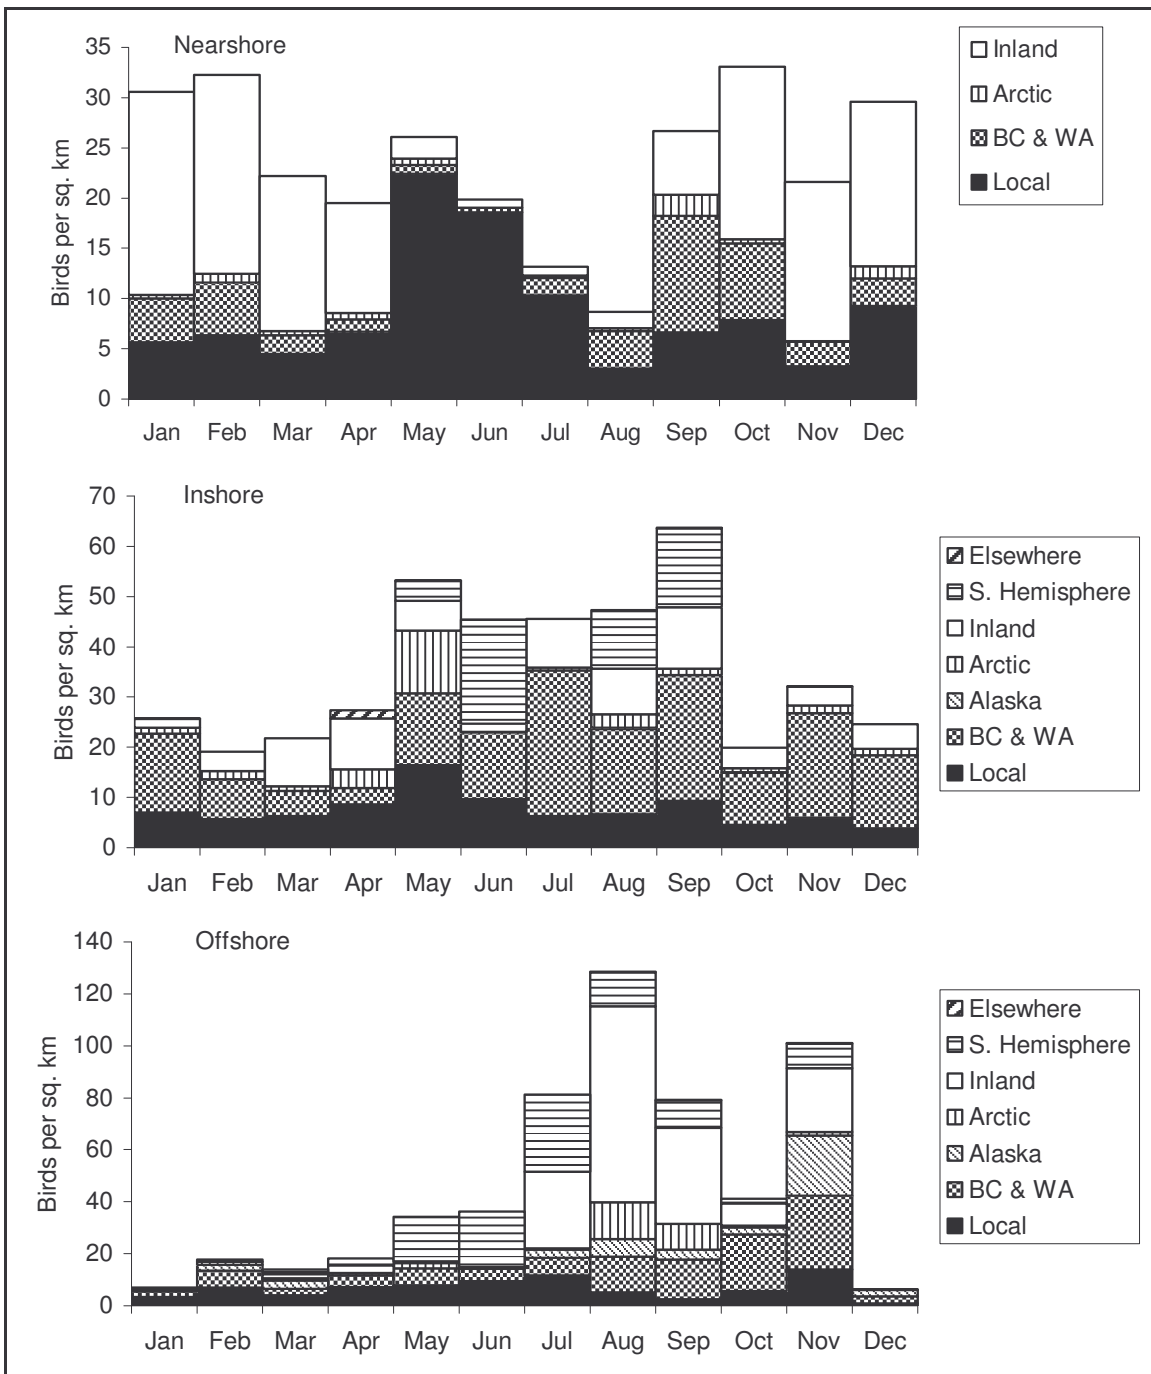 Nearshore
35
30
25
20
15
10
5
0
Birds per sq. km
Jan Feb Mar Apr May Jun Jul Aug Sep Oct Nov Dec
Inland
Arctic
BC & WA
Local
Inshore
70
60
50
40
30
20
10
0
Birds per sq. km
Jan Feb Mar Apr May Jun Jul Aug Sep Oct Nov Dec
Elsewhere
S. Hemisphere
Inland
Arctic
Alaska
BC & WA
Local
Offshore
140
120
100
80
60
40
20
0
Birds per sq. km
Jan Feb Mar Apr May Jun Jul Aug Sep Oct Nov Dec
Elsewhere
S. Hemisphere
Inland
Arctic
Alaska
BC & WA
Local